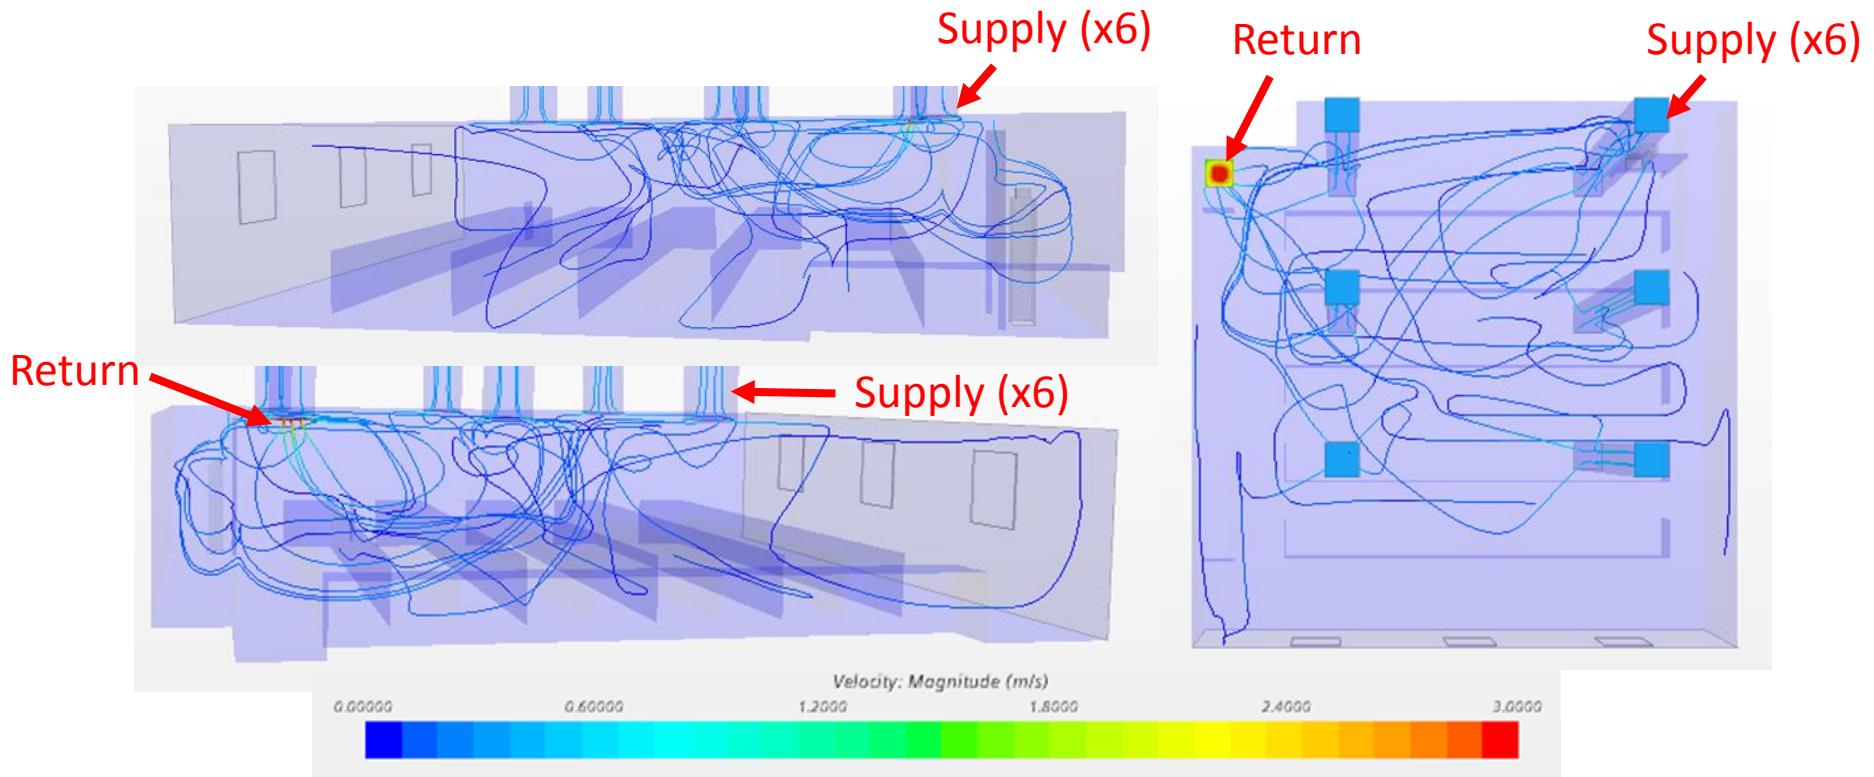 Supply (x6)
Return
Supply (x6)
Return
Supply (x6)
Velocity: Magnitude (m/s)
0.00000
0.60000
1.2000
1.8000
2.4000
3.0000